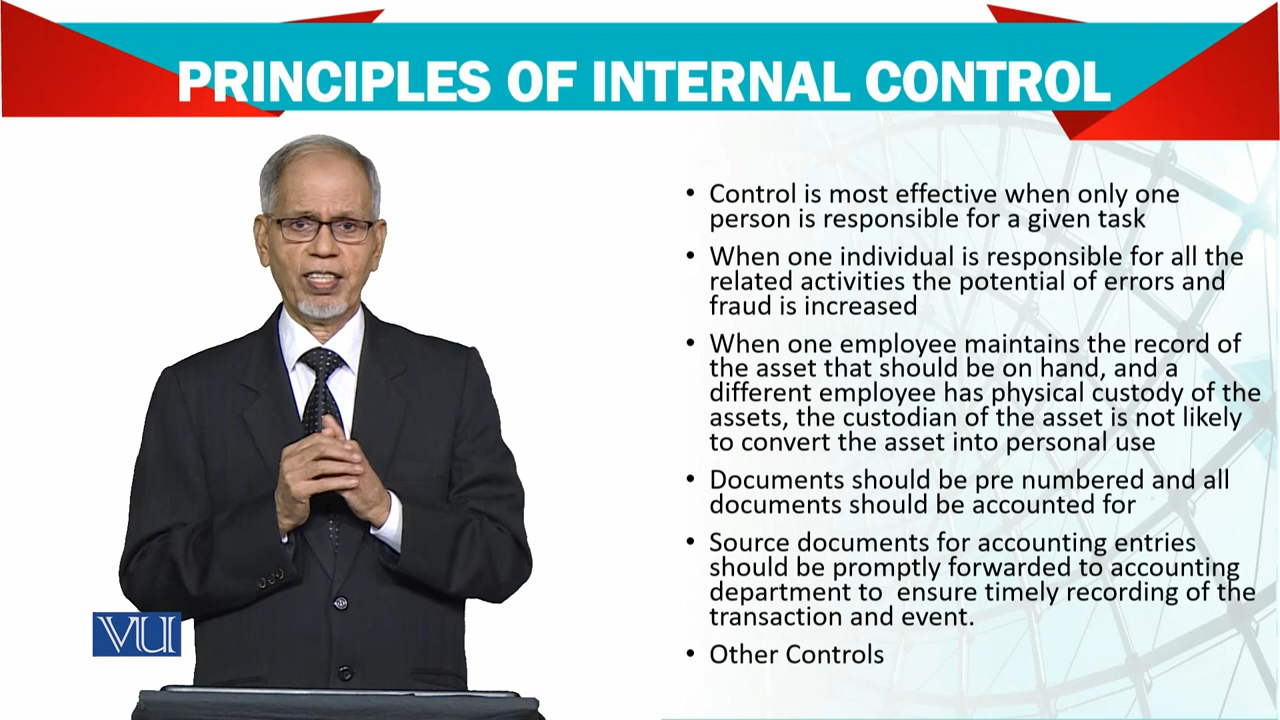 PRINCIPLES OF INTERNAL CONTROL
• Control is most effective when only one
person is responsible for a given task
• When one individual is responsible for all the
related activities the potential of errors and
fraud is increased
• When one employee maintains the record of
the asset that should be on hand, and a
different employee has physical custody of the
assets, the custodian of the asset is not likely
to convert the asset into personal use
• Documents should be pre numbered and all
documents should be accounted for
• Source documents for accounting entries
should be promptly forwarded to accounting
department to  ensure timely recording of the
transaction and event.
• Other Controls
VU